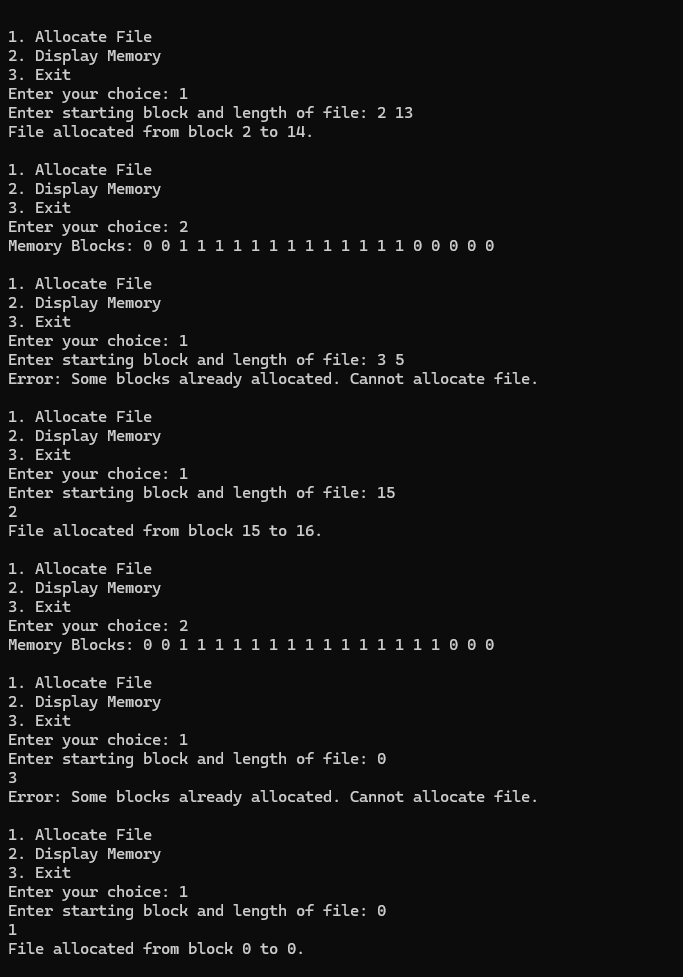 1. Allocate File
2. Display Memory
3. Exit
Enter your choice: 1
Enter starting block and length of file: 2 13
File allocated from block 2 to 14.
1. Allocate File
2. Display Memory
3. Exit
Enter your choice: 2
Memory Blocks: 0 0 1 1 1 1 1 1 1 1 1 1 1 1 1 0 0 0 0 0
1. Allocate File
2. Display Memory
3. Exit
Enter your choice: 1
Enter starting block and length of file: 3 5
Error: Some blocks already allocated. Cannot allocate file.
1. Allocate File
2. Display Memory
3. Exit
Enter your choice: 1
Enter starting block and length of file: 15
2
File allocated from block 15 to 16.
1. Allocate File
2. Display Memory
3. Exit
Enter your choice: 2
Memory Blocks: 0 0 1 1 1 1 1 1 1 1 1 1 1 1 1 1 1 0 0 0
1. Allocate File
2. Display Memory
3. Exit
Enter your choice: 1
Enter starting block and length of file: 0
3
Error: Some blocks already allocated. Cannot allocate file.
1. Allocate File
2. Display Memory
3. Exit
Enter your choice: 1
Enter starting block and length of file: 0
1
File allocated from block 0 to 0.